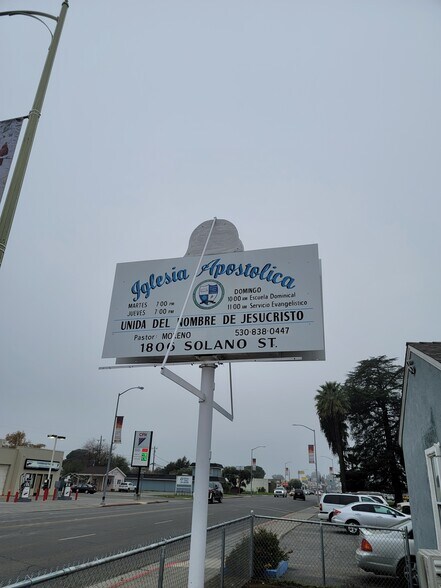 Iglesia Apostolica
MARTES 7:00 PM
JUEVES 7:00 PM
DOMINGO
10:00 AM Escuela Dominical
11:00 AM Servicio Evangelistico
UNIDA DEL NOMBRE DE JESUCRISTO
Pastor: MORENO 530-838-0447
1806 SOLANO ST.